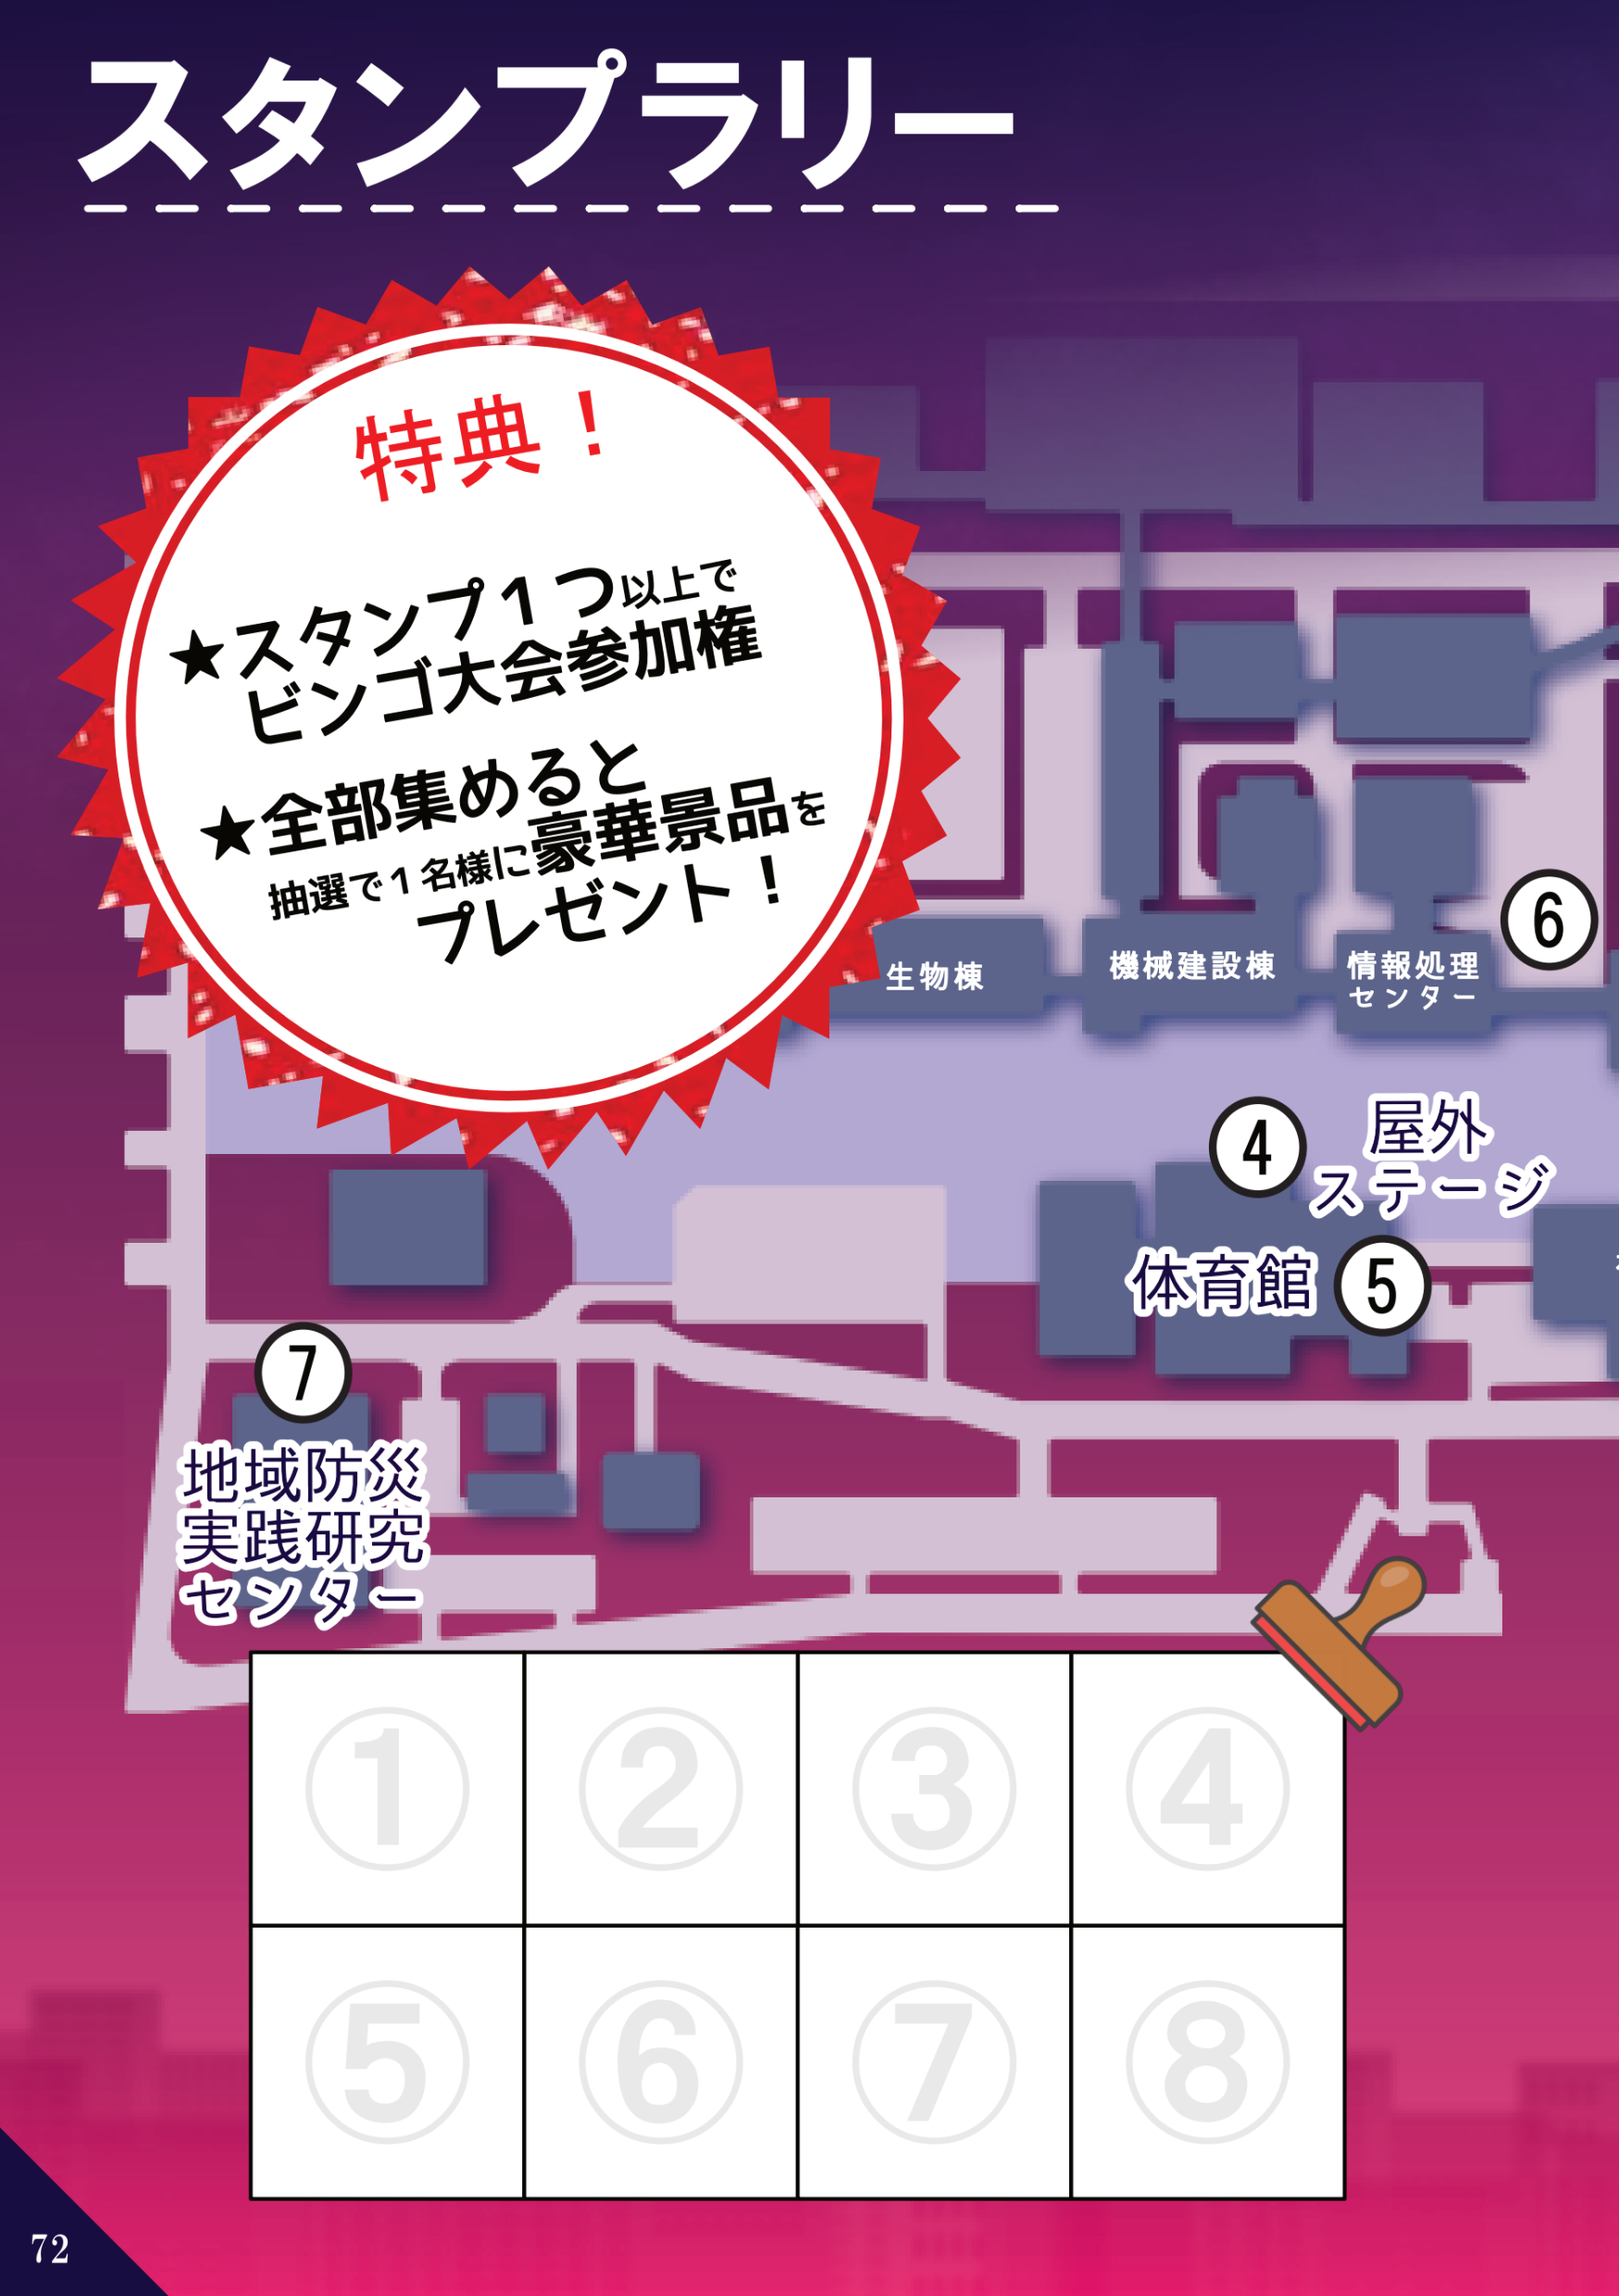 スタンプラリー
特典！
★スタンプ１つ以上で
ビンゴ大会参加権
★全部集めると
抽選で１名様に豪華景品を
プレゼント！
生物棟
機械建設棟
情報処理
センター
⑥
④
屋外
ステージ
体育館
⑤
⑦
地域防災
実践研究
センター
① ② ③ ④
⑤ ⑥ ⑦ ⑧
72